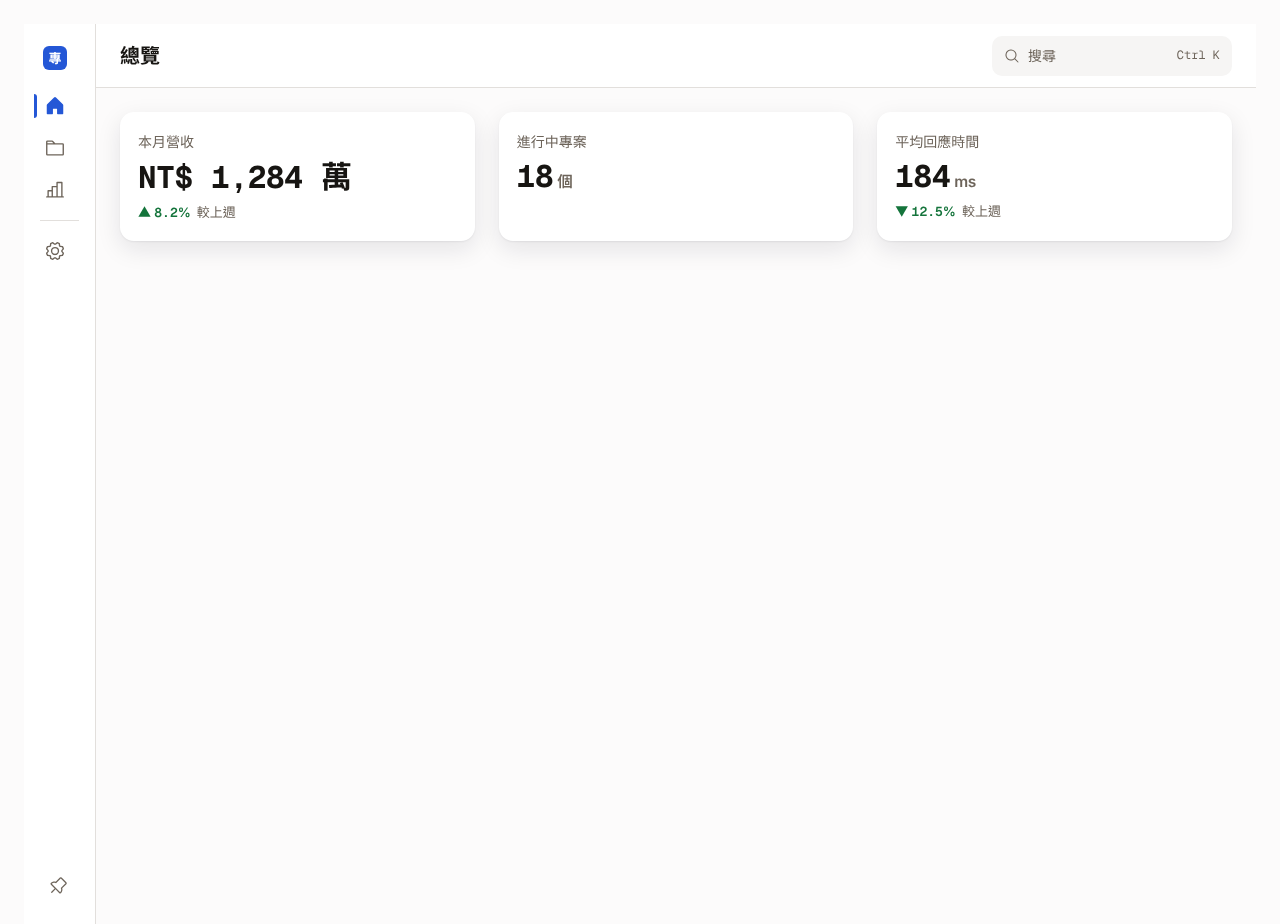 專
總覽
搜尋 Ctrl K
本月營收
NT$ 1,284 萬
▲ 8.2% 較上週
進行中專案
18 個
平均回應時間
184 ms
▼ 12.5% 較上週